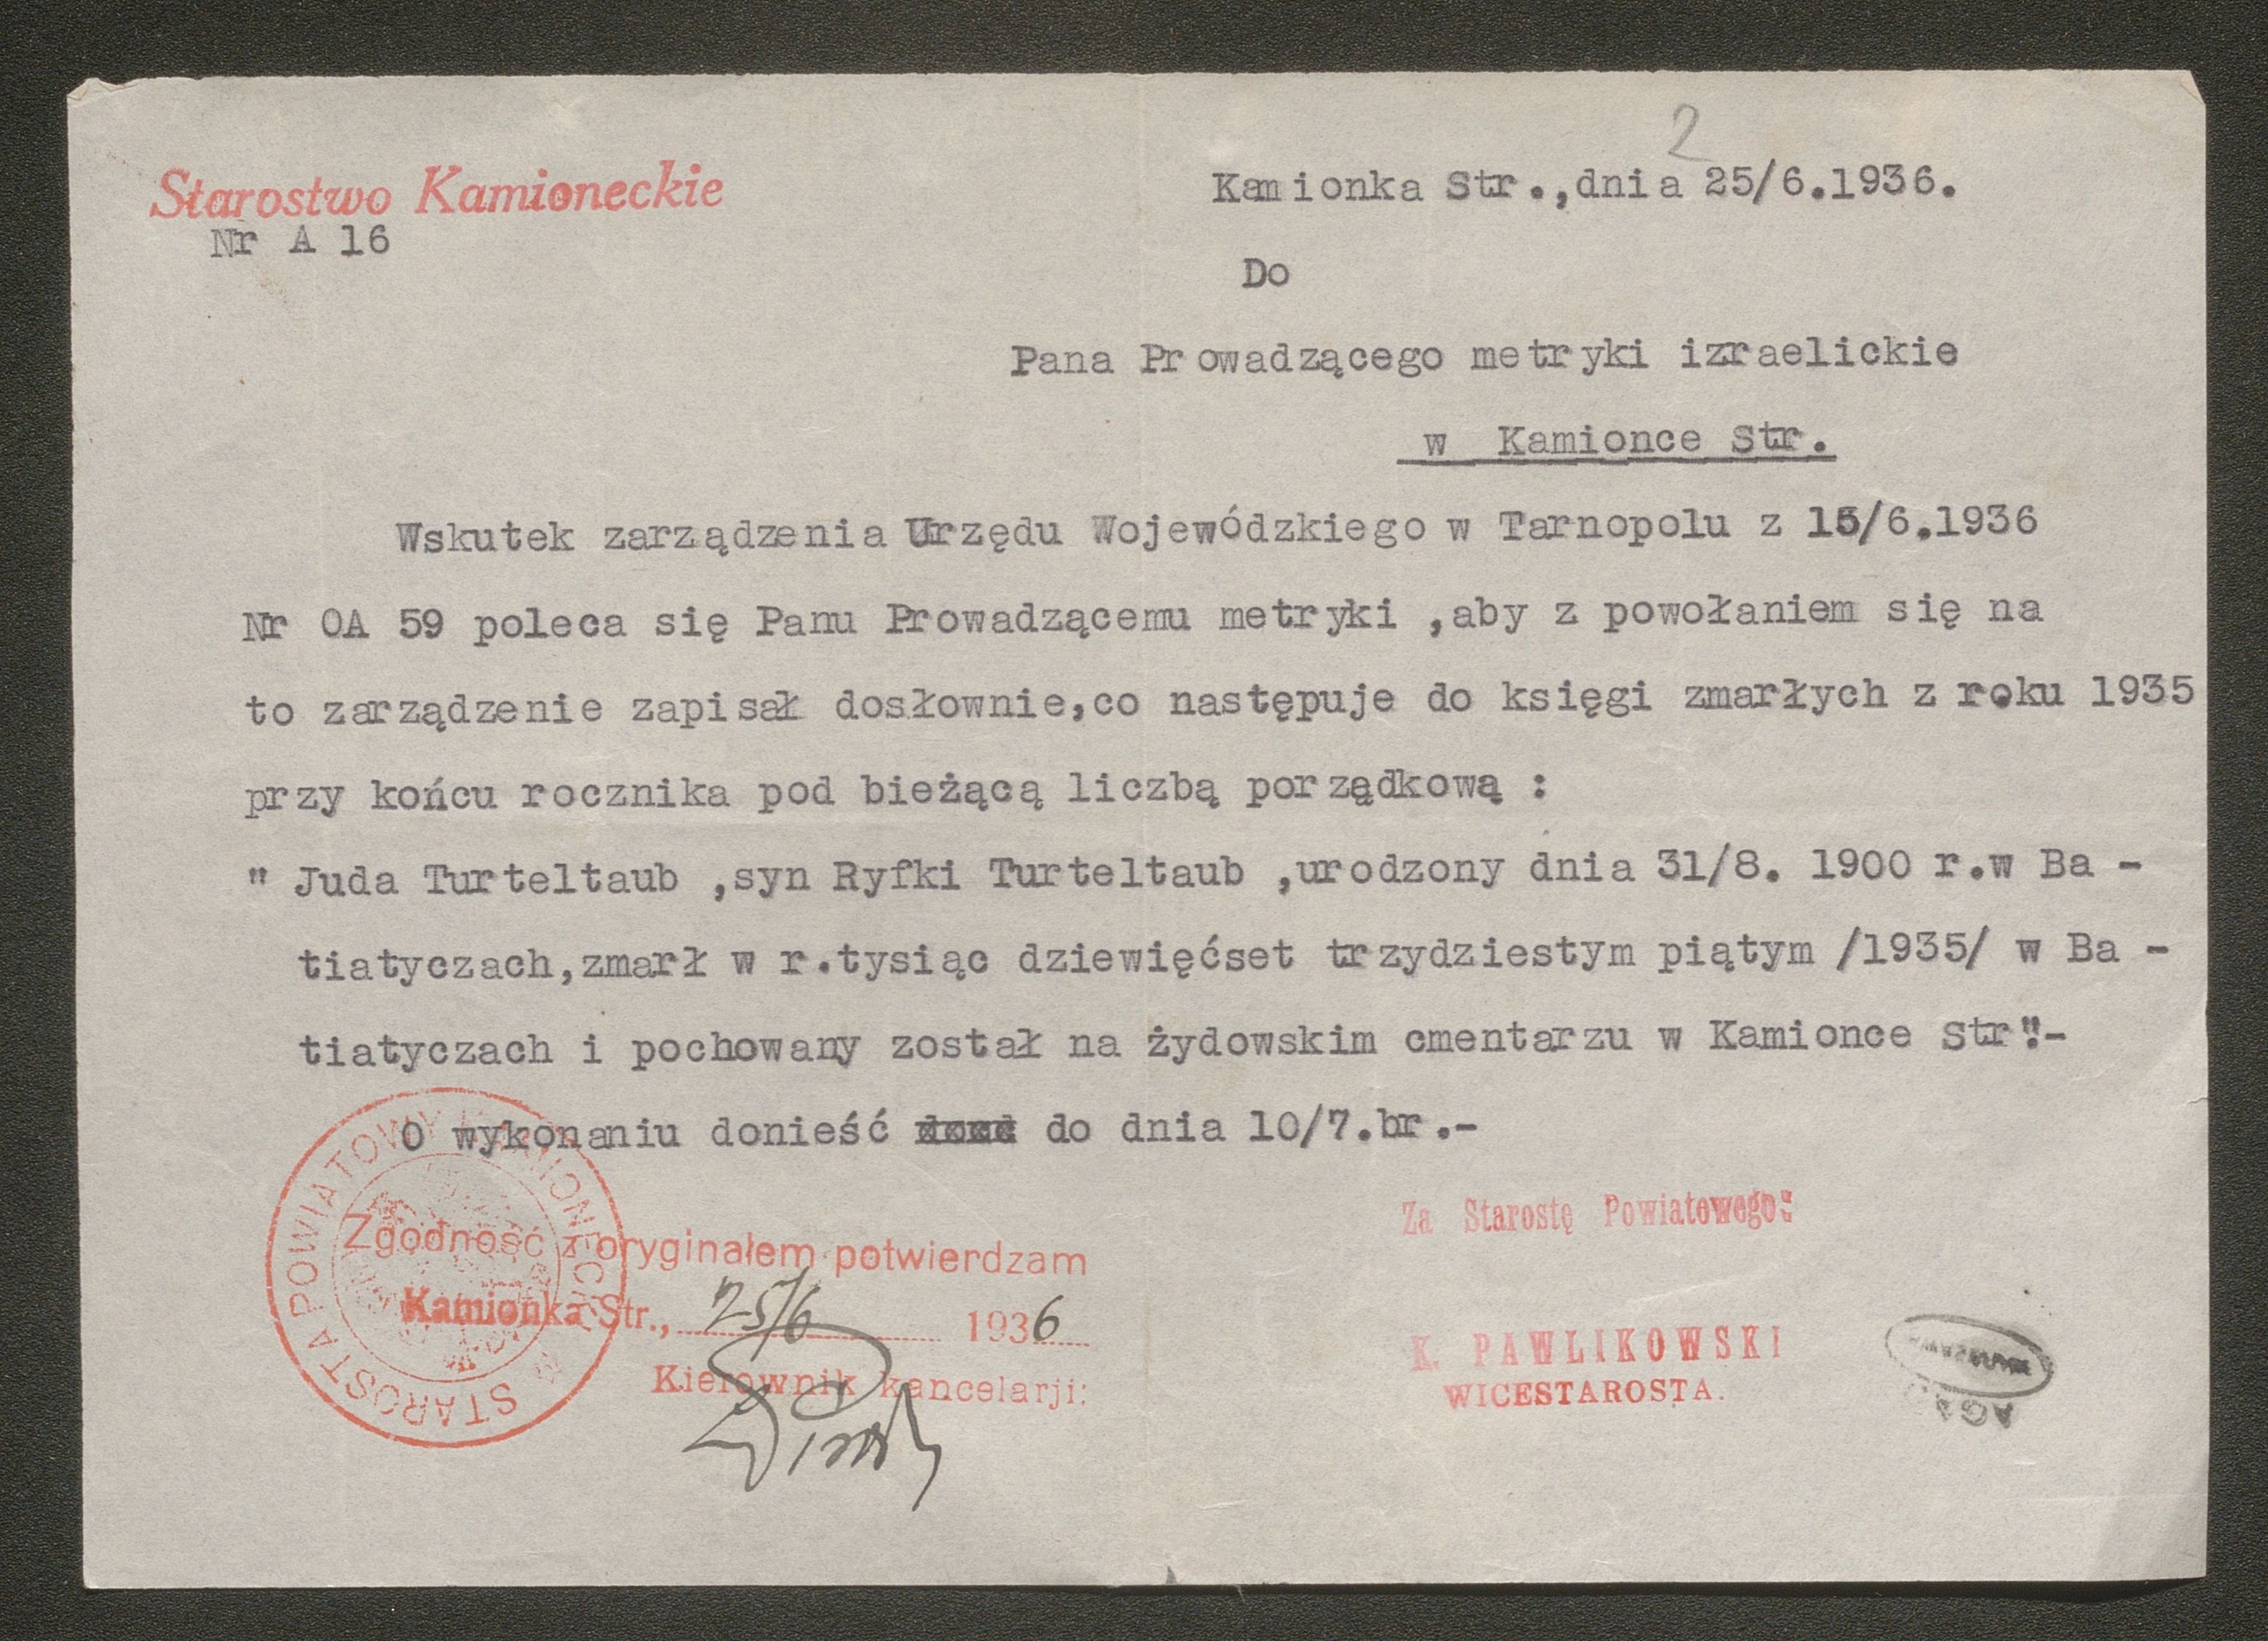 2
Starostwo Kamioneckie
Nr A 16
Kamionka Str.,dnia 25/6.1936.
Do
Pana Prowadzącego metryki izraelickie
w Kamionce Str.
Wskutek zarządzenia Urzędu Wojewódzkiego w Tarnopolu z 15/6.1936
Nr OA 59 poleca się Panu Prowadzącemu metryki ,aby z powołaniem się na
to zarządzenie zapisał dosłownie,co następuje do księgi zmarłych z roku 1935
przy końcu rocznika pod bieżącą liczbą porządkową :
" Juda Turteltaub ,syn Ryfki Turteltaub ,urodzony dnia 31/8. 1900 r.w Ba -
tiatyczach,zmarł w r.tysiąc dziewięćset trzydziestym piątym /1935/ w Ba -
tiatyczach i pochowany został na żydowskim cmentarzu w Kamionce Str".-
O wykonaniu donieść do dnia 10/7.br.-
STAROSTA POWIATOWY KAMIONECKI
Zgodność z oryginałem potwierdzam
Kamionka Str., 25/6 1936
Kierownik kancelarji:
Za Starostę Powiatowego:
K. PAWLIKOWSKI
WICESTAROSTA.
AGAD